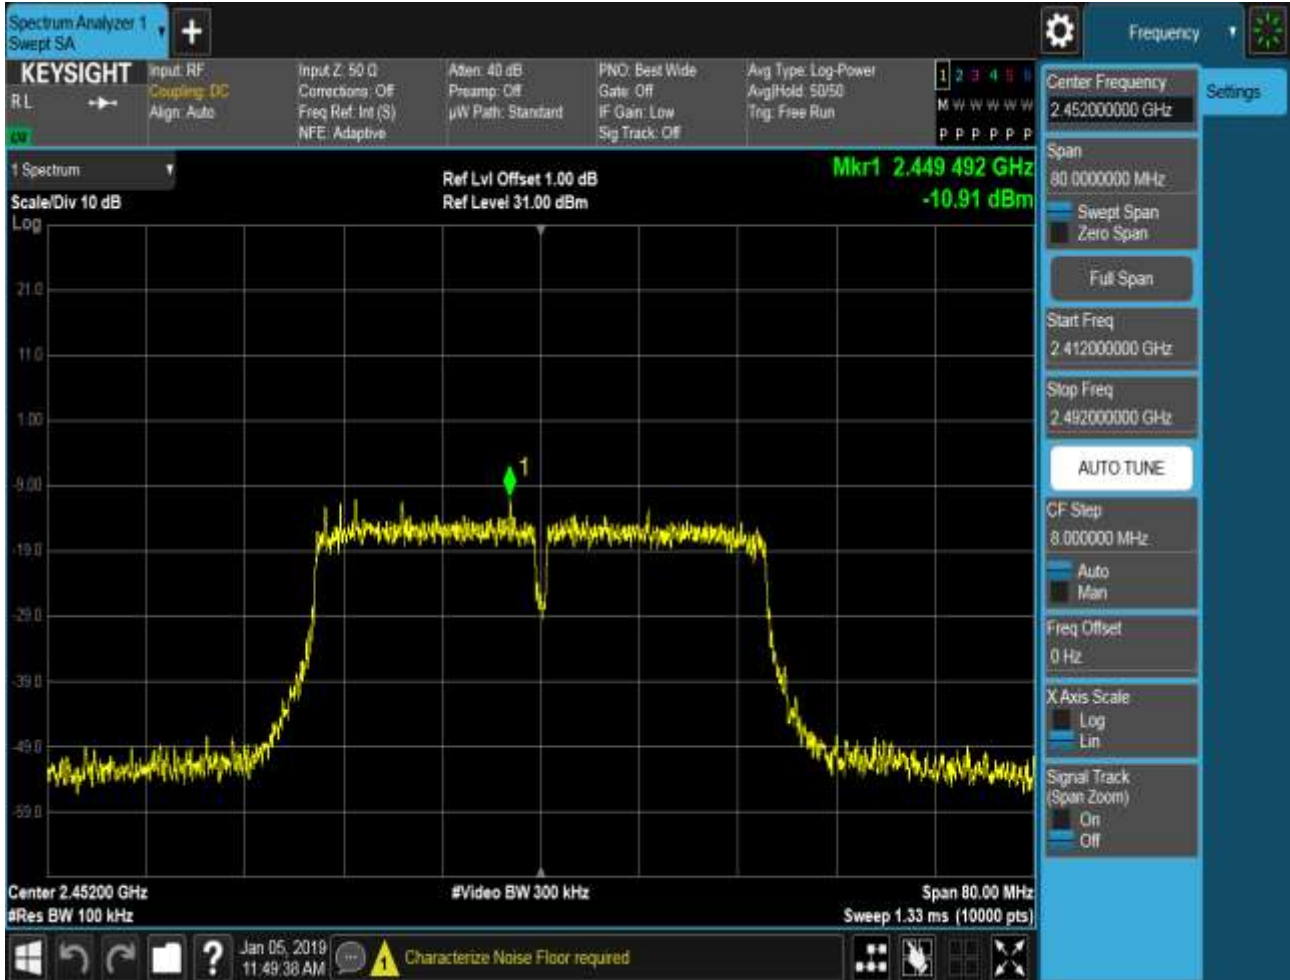 Spectrum Analyzer 1
Swept SA
Frequency
KEYSIGHT
R L
Input: RF
Coupling: DC
Align: Auto
Input Z: 50 Ω
Corrections: Off
Freq Ref: Int (S)
NFE: Adaptive
Atten: 40 dB
Preamp: Off
µW Path: Standard
PNO: Best Wide
Gate: Off
IF Gain: Low
Sig Track: Off
Avg Type: Log-Power
Avg|Hold: 50/50
Trig: Free Run
1 2 3 4 5 6
M W W W W W
P P P P P P
1 Spectrum
Scale/Div 10 dB
Log
Ref Lvl Offset 1.00 dB
Ref Level 31.00 dBm
Mkr1 2.449 492 GHz
-10.91 dBm
21.0
11.0
1.00
-9.00
-19.0
-29.0
-39.0
-49.0
-59.0
1
Center 2.45200 GHz
#Res BW 100 kHz
#Video BW 300 kHz
Span 80.00 MHz
Sweep 1.33 ms (10000 pts)
Center Frequency
2.452000000 GHz
Settings
Span
80.0000000 MHz
Swept Span
Zero Span
Full Span
Start Freq
2.412000000 GHz
Stop Freq
2.492000000 GHz
AUTO TUNE
CF Step
8.000000 MHz
Auto
Man
Freq Offset
0 Hz
X Axis Scale
Log
Lin
Signal Track
(Span Zoom)
On
Off
?
Jan 05, 2019
11:49:38 AM
1
Characterize Noise Floor required